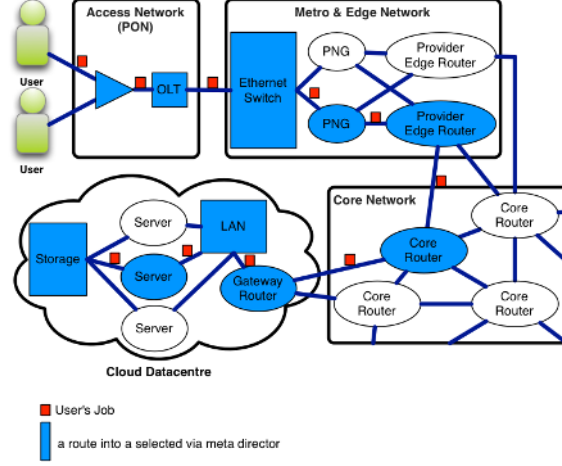 Access Network
(PON)
Metro & Edge Network
User
User
OLT
Ethernet
Switch
PNG
PNG
Provider
Edge Router
Provider
Edge Router
Core Network
Core
Router
Core
Router
Core
Router
Core
Router
Storage
Server
Server
Server
LAN
Gateway
Router
Cloud Datacentre
User's Job
a route into a selected via meta director